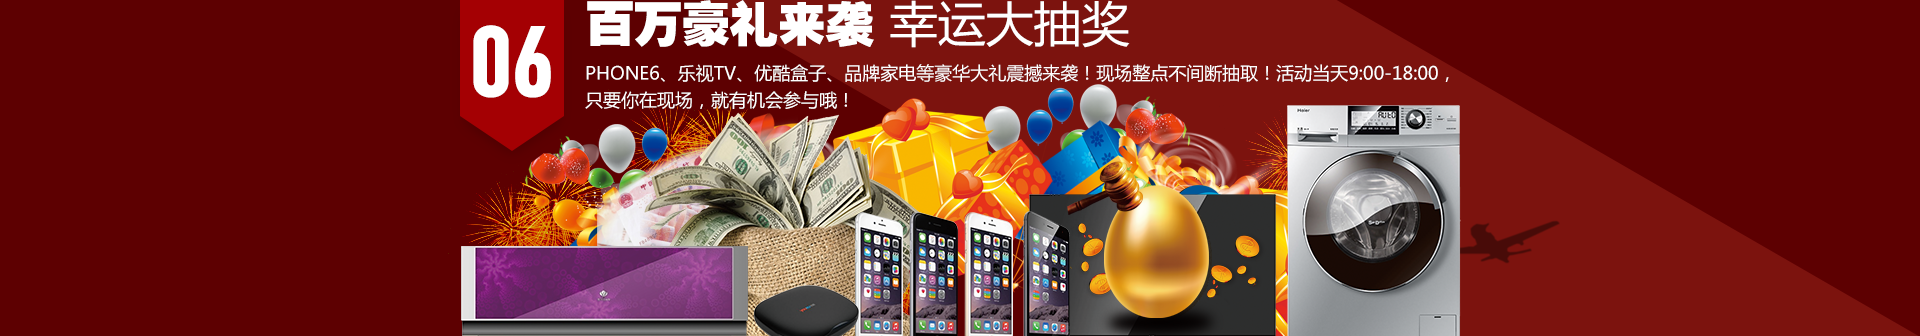 06
百万豪礼来袭 幸运大抽奖
PHONE6、乐视TV、优酷盒子、品牌家电等豪华大礼震撼来袭！现场整点不间断抽取！活动当天9:00-18:00，
只要你在现场，就有机会参与哦！
Haier